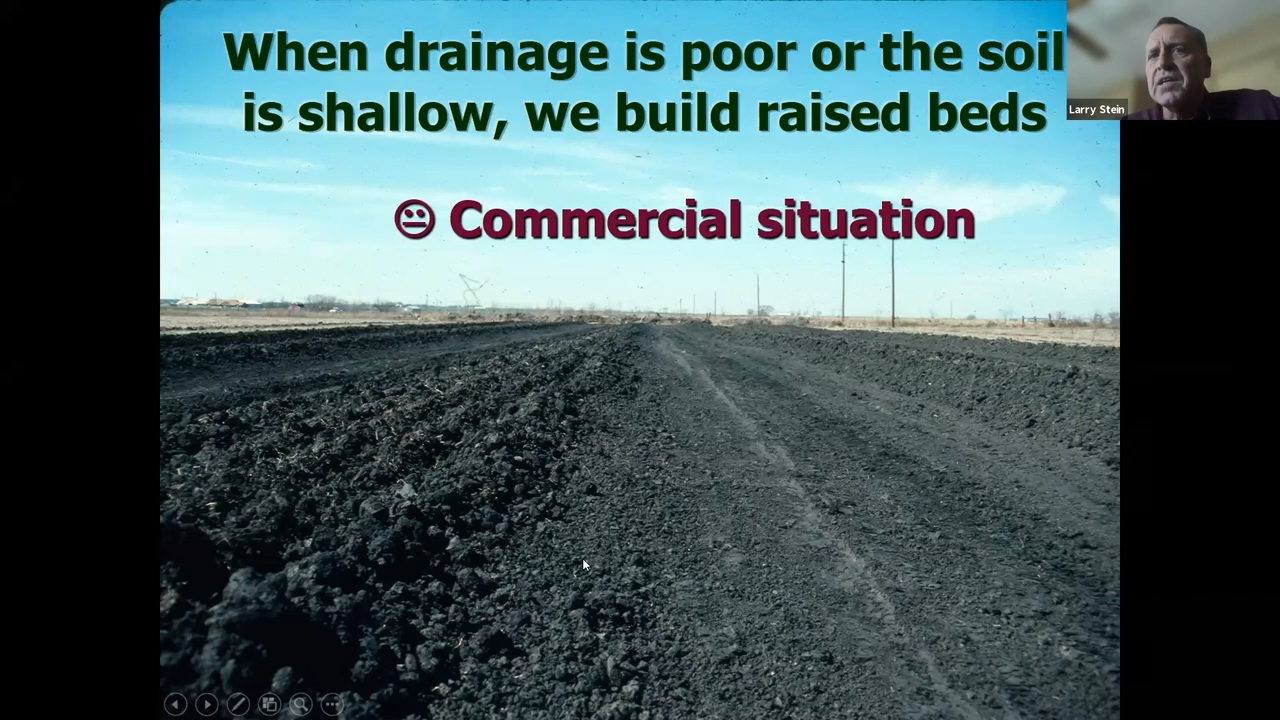 When drainage is poor or the soil
is shallow, we build raised beds
😐 Commercial situation
Larry Stein